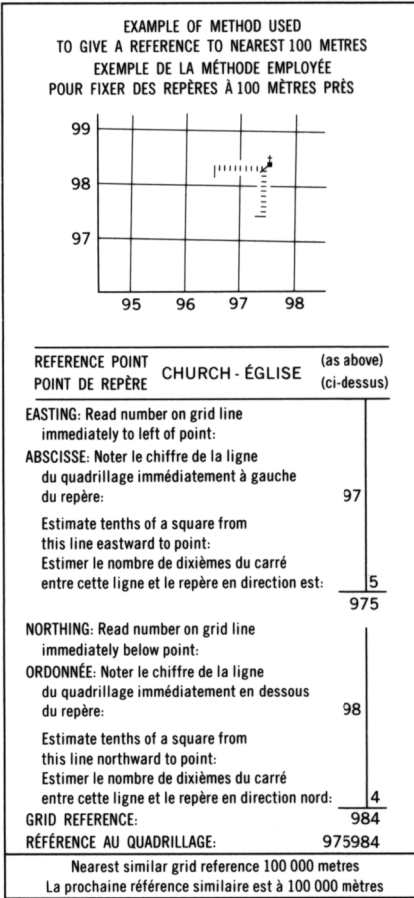 EXAMPLE OF METHOD USED
TO GIVE A REFERENCE TO NEAREST 100 METRES
EXEMPLE DE LA MÉTHODE EMPLOYÉE
POUR FIXER DES REPÈRES À 100 MÈTRES PRÈS
99
98
97
95 96 97 98
REFERENCE POINT CHURCH - ÉGLISE (as above)
POINT DE REPÈRE (ci-dessus)
EASTING: Read number on grid line
immediately to left of point:
ABSCISSE: Noter le chiffre de la ligne
du quadrillage immédiatement à gauche
du repère: 97
Estimate tenths of a square from
this line eastward to point:
Estimer le nombre de dixièmes du carré
entre cette ligne et le repère en direction est: 5
975
NORTHING: Read number on grid line
immediately below point:
ORDONNÉE: Noter le chiffre de la ligne
du quadrillage immédiatement en dessous
du repère: 98
Estimate tenths of a square from
this line northward to point:
Estimer le nombre de dixièmes du carré
entre cette ligne et le repère en direction nord: 4
GRID REFERENCE: 984
RÉFÉRENCE AU QUADRILLAGE: 975984
Nearest similar grid reference 100 000 metres
La prochaine référence similaire est à 100 000 mètres